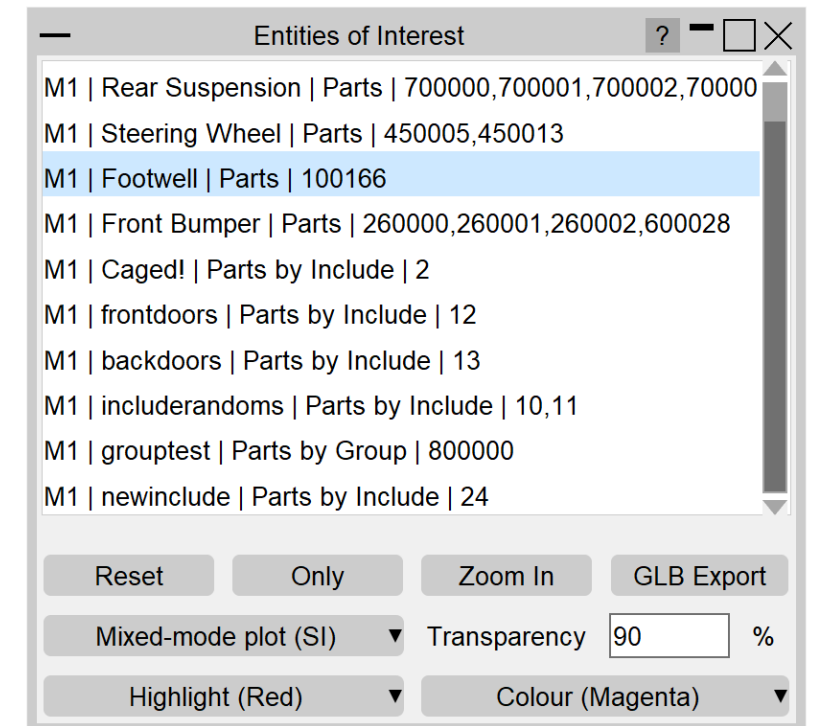 Entities of Interest ?
M1 | Rear Suspension | Parts | 700000,700001,700002,70000
M1 | Steering Wheel | Parts | 450005,450013
M1 | Footwell | Parts | 100166
M1 | Front Bumper | Parts | 260000,260001,260002,600028
M1 | Caged! | Parts by Include | 2
M1 | frontdoors | Parts by Include | 12
M1 | backdoors | Parts by Include | 13
M1 | includerandoms | Parts by Include | 10,11
M1 | grouptest | Parts by Group | 800000
M1 | newinclude | Parts by Include | 24
Reset Only Zoom In GLB Export
Mixed-mode plot (SI) Transparency 90 %
Highlight (Red) Colour (Magenta)